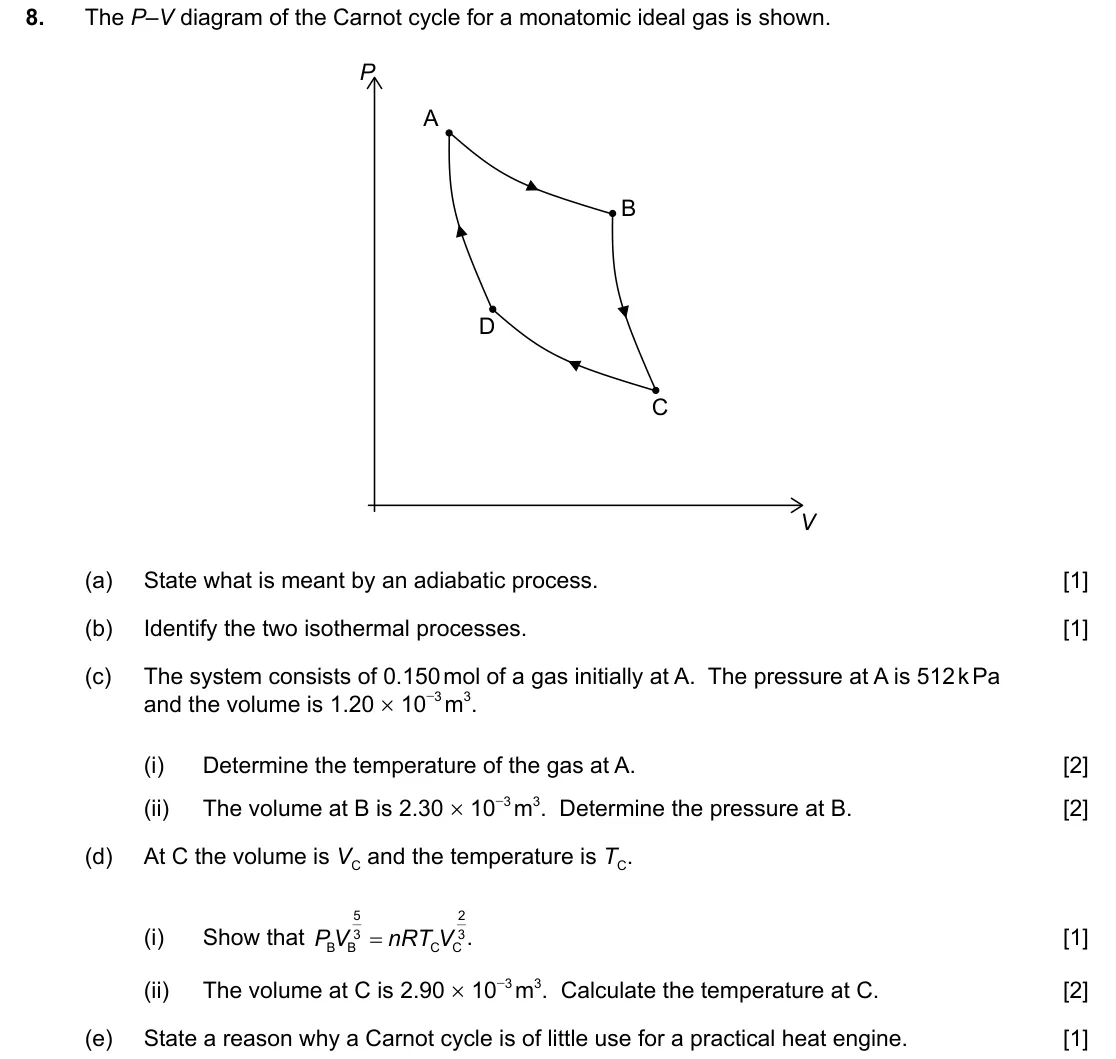 8. The P–V diagram of the Carnot cycle for a monatomic ideal gas is shown.
P
A
B
D
C
V
(a) State what is meant by an adiabatic process. [1]
(b) Identify the two isothermal processes. [1]
(c) The system consists of 0.150 mol of a gas initially at A. The pressure at A is 512 kPa
and the volume is 1.20 × 10⁻³ m³.
(i) Determine the temperature of the gas at A. [2]
(ii) The volume at B is 2.30 × 10⁻³ m³. Determine the pressure at B. [2]
(d) At C the volume is V_C and the temperature is T_C.
(i) Show that P_B V_B^(5/3) = nRT_C V_C^(2/3). [1]
(ii) The volume at C is 2.90 × 10⁻³ m³. Calculate the temperature at C. [2]
(e) State a reason why a Carnot cycle is of little use for a practical heat engine. [1]